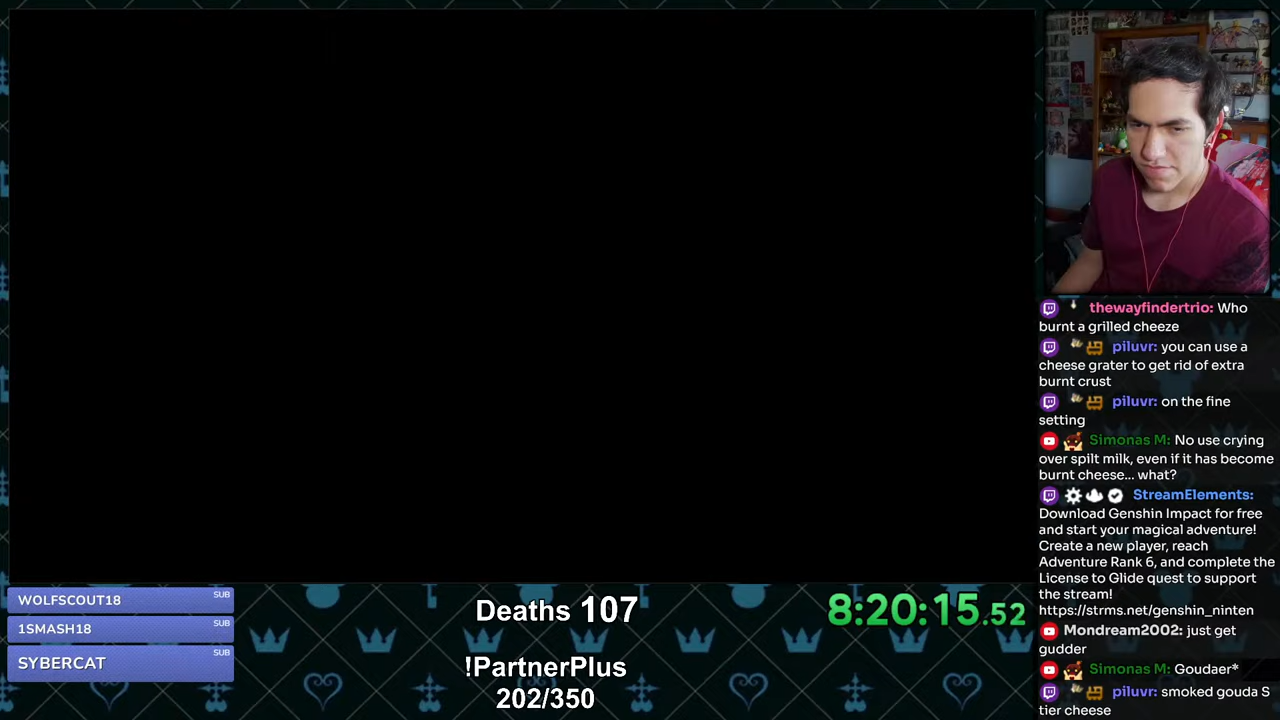 thewayfindertrio: Who
burnt a grilled cheeze
piluvr: you can use a
cheese grater to get rid of extra
burnt crust
piluvr: on the fine
setting
Simonas M: No use crying
over spilt milk, even if it has become
burnt cheese... what?
StreamElements:
Download Genshin Impact for free
and start your magical adventure!
Create a new player, reach
Adventure Rank 6, and complete the
License to Glide quest to support
the stream!
https://strms.net/genshin_ninten
Mondream2002: just get
gudder
Simonas M: Goudaer*
piluvr: smoked gouda S
tier cheese
WOLFSCOUT18 SUB
1SMASH18 SUB
SYBERCAT SUB
Deaths 107
!PartnerPlus
202/350
8:20:15.52